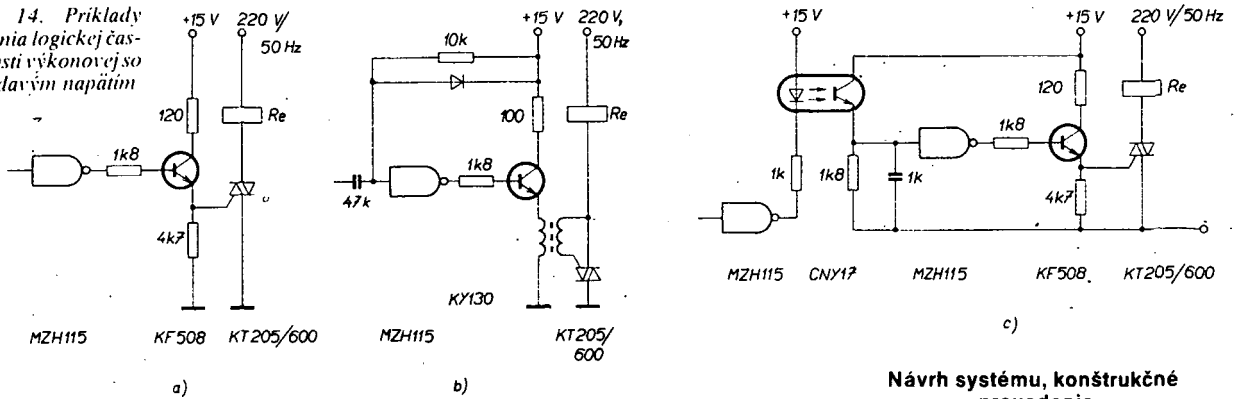 14. Príklady
nia logickej čas-
sti výkonovej so
davým napätím
+15 V
220 V/
50 Hz
120
Re
1k8
4k7
MZH115
KF508
KT205/600
a)
+15 V
220 V,
50 Hz
10k
100
Re
1k8
47k
KY130
MZH115
KT205/
600
b)
+15 V
+15 V
220 V/50 Hz
120
Re
1k8
1k
1k8
1k
4k7
MZH115
CNY17
MZH115
KF508
KT205/600
c)
Návrh systému, konštrukčné